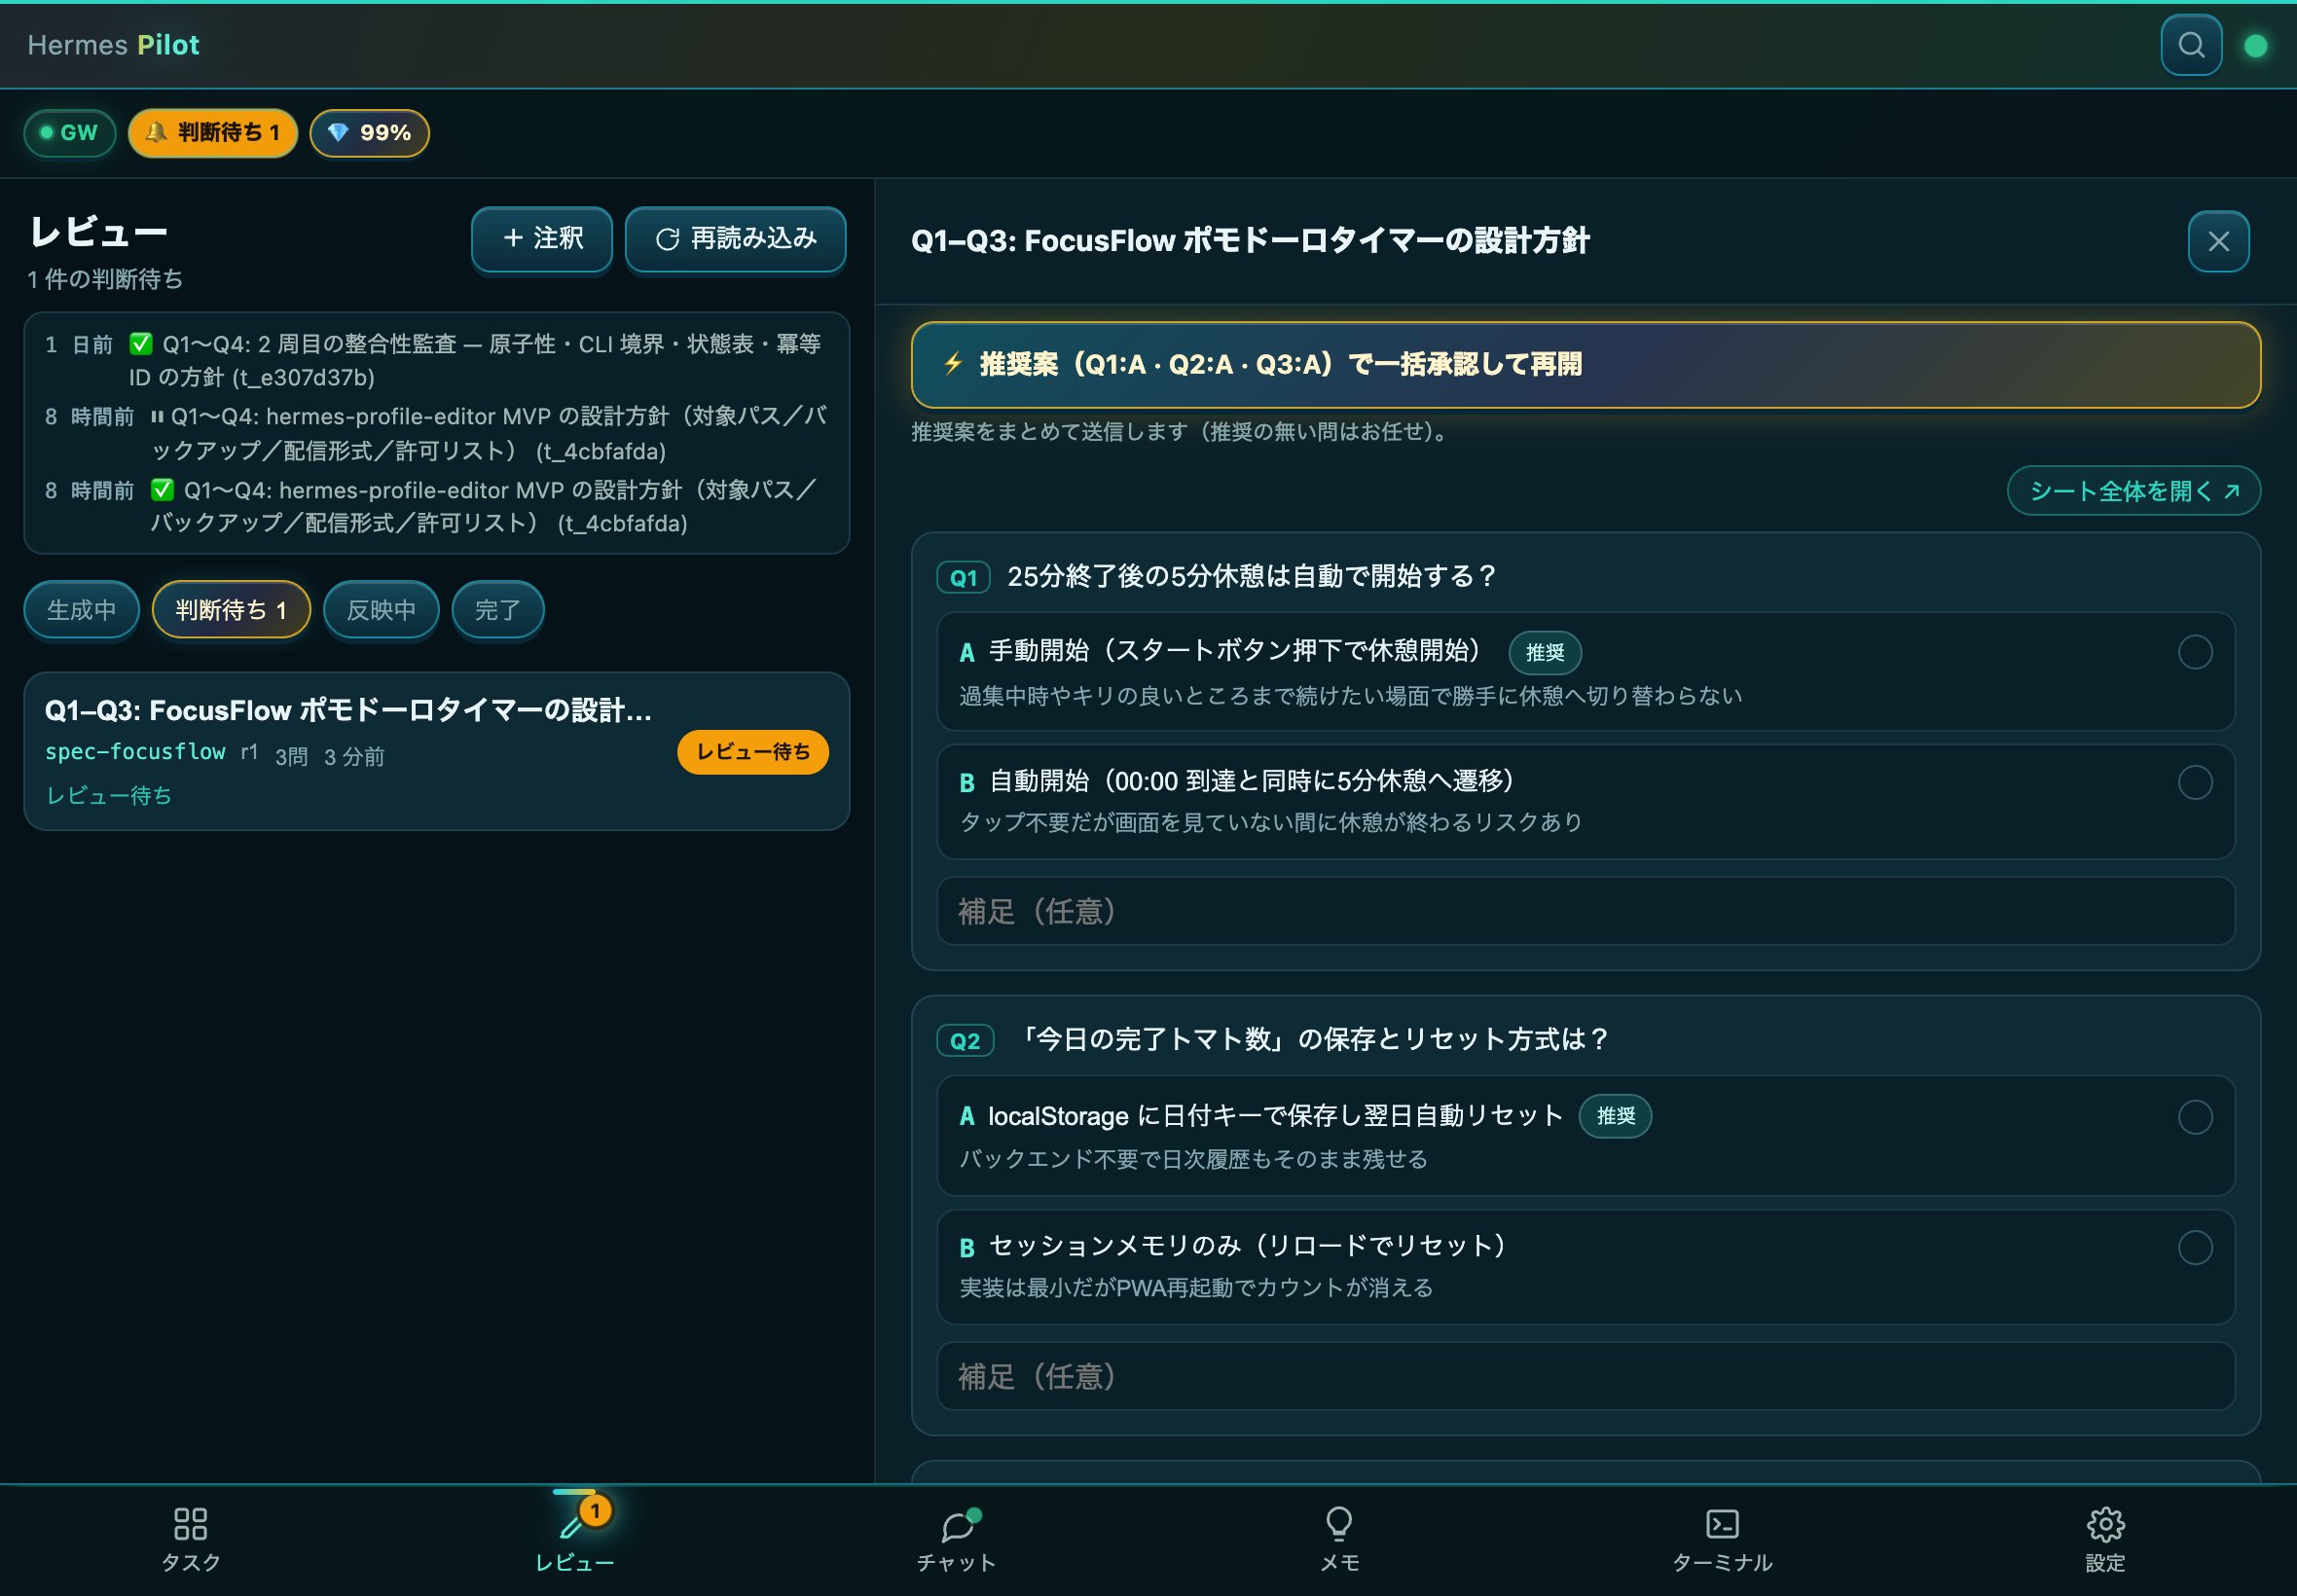 Hermes Pilot
GW
🔔 判断待ち 1
💎 99%
レビュー
1 件の判断待ち
+ 注釈
再読み込み
1 日前 ✅ Q1〜Q4: 2 周目の整合性監査 — 原子性・CLI 境界・状態表・冪等
ID の方針 (t_e307d37b)
8 時間前 ⏸ Q1〜Q4: hermes-profile-editor MVP の設計方針（対象パス／バ
ックアップ／配信形式／許可リスト） (t_4cbfafda)
8 時間前 ✅ Q1〜Q4: hermes-profile-editor MVP の設計方針（対象パス／
バックアップ／配信形式／許可リスト） (t_4cbfafda)
生成中
判断待ち 1
反映中
完了
Q1–Q3: FocusFlow ポモドーロタイマーの設計…
spec-focusflow r1 3問 3 分前
レビュー待ち
レビュー待ち
Q1–Q3: FocusFlow ポモドーロタイマーの設計方針
⚡ 推奨案（Q1:A · Q2:A · Q3:A）で一括承認して再開
推奨案をまとめて送信します（推奨の無い問はお任せ）。
シート全体を開く ↗
Q1 25分終了後の5分休憩は自動で開始する？
A 手動開始（スタートボタン押下で休憩開始） 推奨
過集中時やキリの良いところまで続けたい場面で勝手に休憩へ切り替わらない
B 自動開始（00:00 到達と同時に5分休憩へ遷移）
タップ不要だが画面を見ていない間に休憩が終わるリスクあり
補足（任意）
Q2 「今日の完了トマト数」の保存とリセット方式は？
A localStorage に日付キーで保存し翌日自動リセット 推奨
バックエンド不要で日次履歴もそのまま残せる
B セッションメモリのみ（リロードでリセット）
実装は最小だがPWA再起動でカウントが消える
補足（任意）
タスク
1
レビュー
チャット
メモ
ターミナル
設定